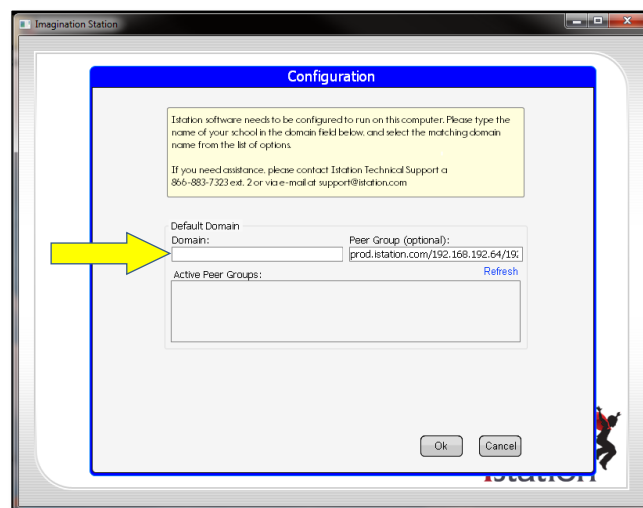 Imagination Station
Configuration
Istation software needs to be configured to run on this computer. Please type the
name of your school in the domain field below, and select the matching domain
name from the list of options.
If you need assistance, please contact Istation Technical Support a
866-883-7323 ext. 2 or via e-mail at support@istation.com
Default Domain
Domain:
Peer Group (optional):
prod.istation.com/192.168.192.64/19
Active Peer Groups:
Refresh
Ok
Cancel
istation